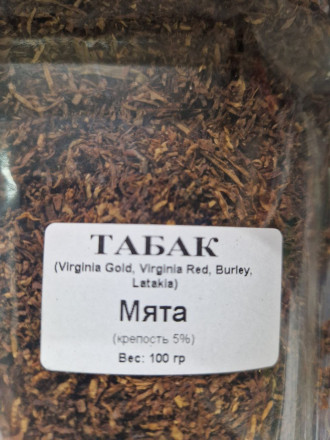 ТАБАК
(Virginia Gold, Virginia Red, Burley,
Latakia)
Мята
(крепость 5%)
Вес: 100 гр